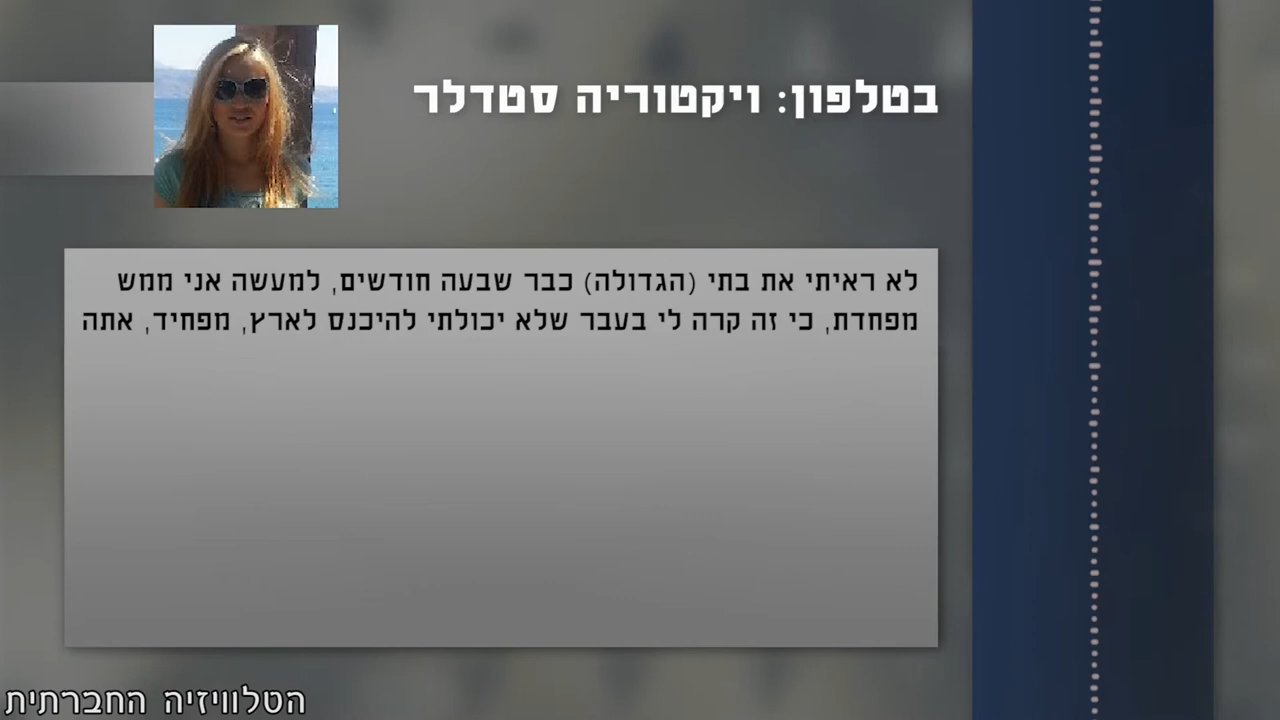 בטלפון: ויקטוריה סטדלר
לא ראיתי את בתי (הגדולה) כבר שבעה חודשים, למעשה אני ממש
מפחדת, כי זה קרה לי בעבר שלא יכולתי להיכנס לארץ, מפחיד, אתה
הטלוויזיה החברתית